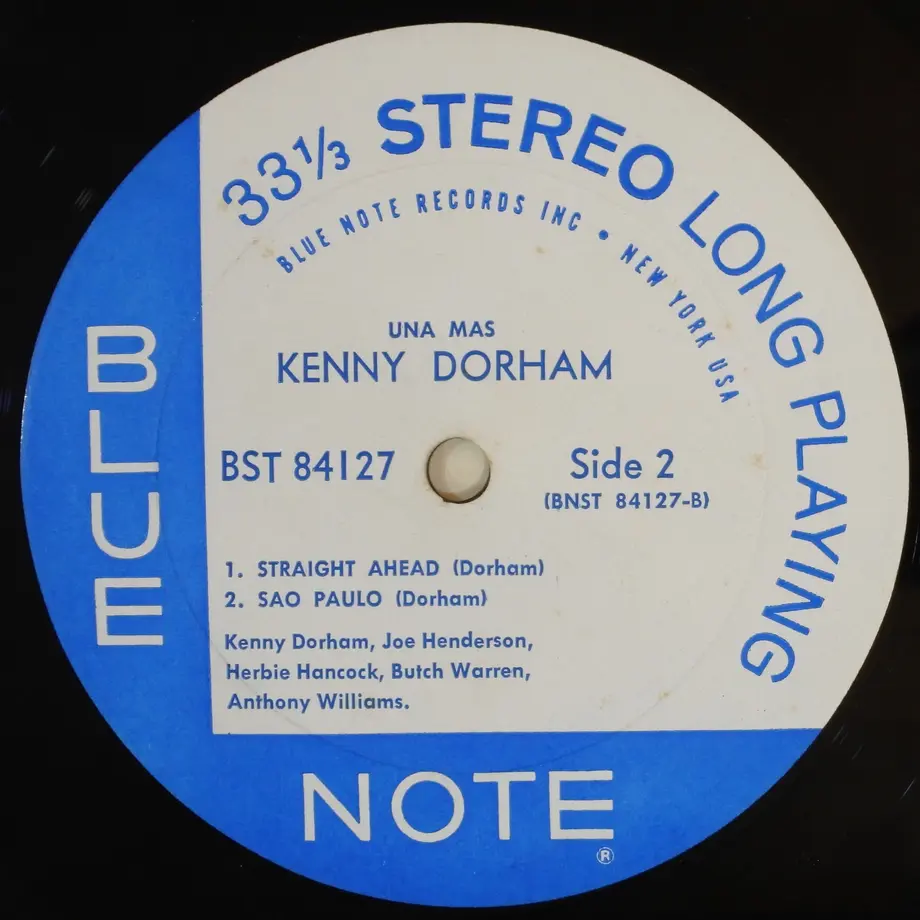 33⅓ STEREO LONG PLAYING
BLUE NOTE RECORDS INC • NEW YORK USA
UNA MAS
KENNY DORHAM
BST 84127
Side 2
(BNST 84127-B)
1. STRAIGHT AHEAD (Dorham)
2. SAO PAULO (Dorham)
Kenny Dorham, Joe Henderson,
Herbie Hancock, Butch Warren,
Anthony Williams.
BLUE
NOTE
®